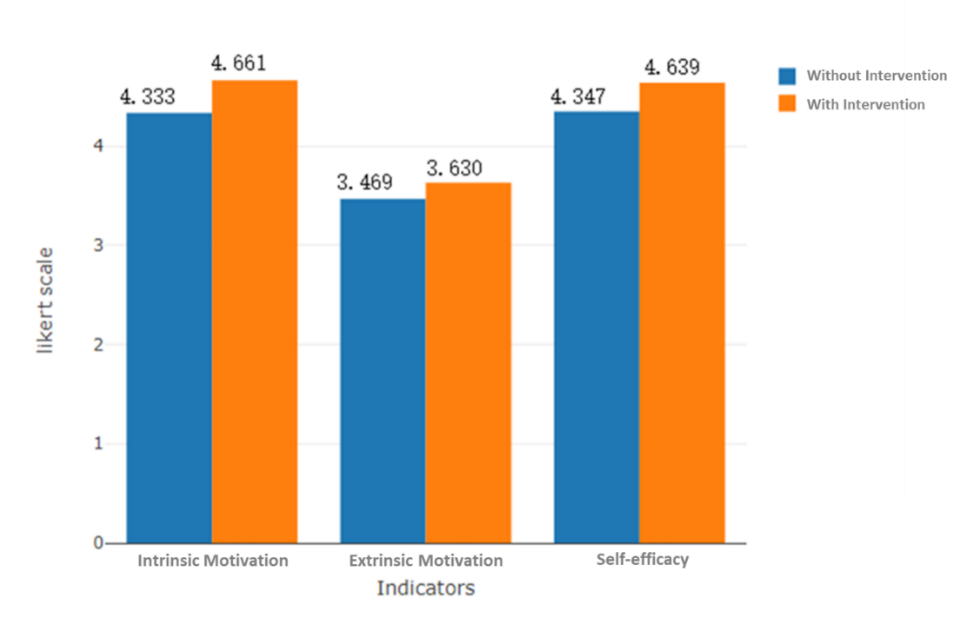 4.661
4.333
4.639
4.347
3.630
3.469
Without Intervention
With Intervention
4
3
2
1
0
likert scale
Intrinsic Motivation
Extrinsic Motivation
Self-efficacy
Indicators